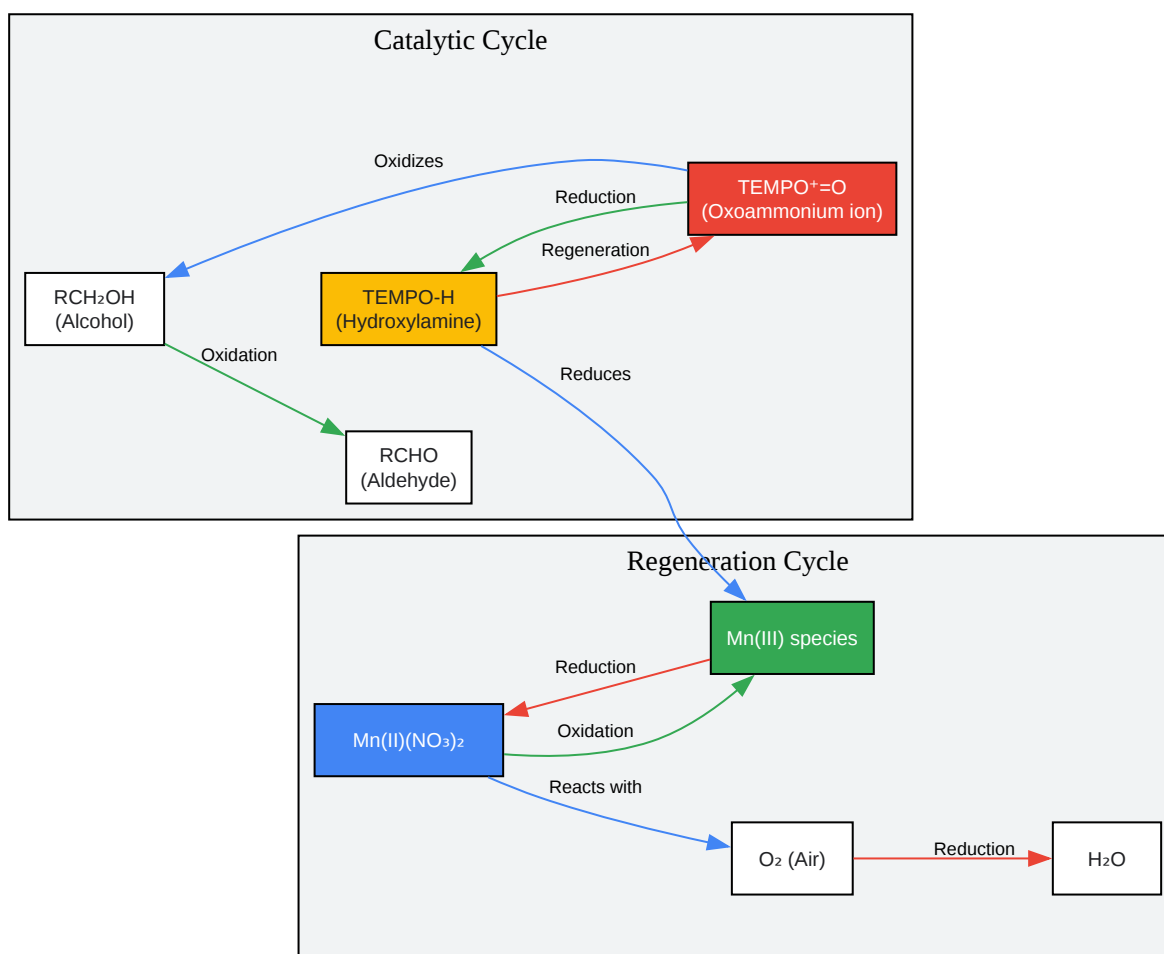 Catalytic Cycle
Oxidizes
Reduction
TEMPO⁺=O
(Oxoammonium ion)
Regeneration
RCH₂OH
(Alcohol)
TEMPO-H
(Hydroxylamine)
Oxidation
Reduces
RCHO
(Aldehyde)
Regeneration Cycle
Mn(III) species
Reduction
Mn(II)(NO₃)₂
Oxidation
Reacts with
O₂ (Air)
Reduction
H₂O